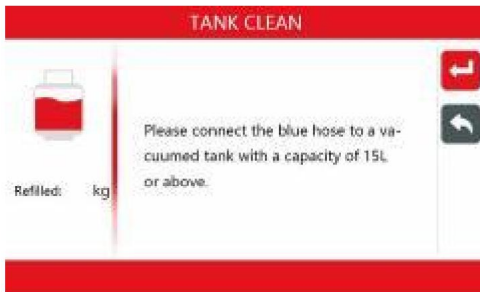 TANK CLEAN
Please connect the blue hose to a va-
cuumed tank with a capacity of 15L
or above.
Refilled: kg